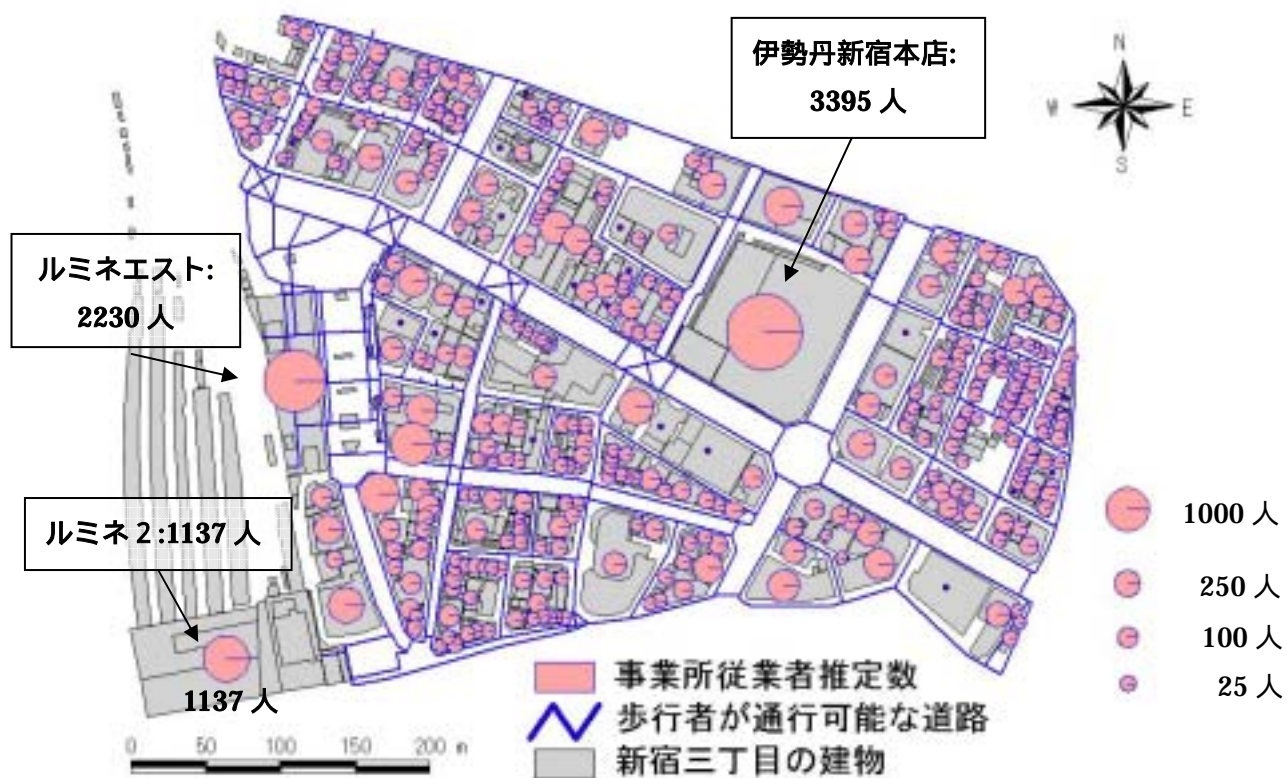 伊勢丹新宿本店:
3395 人
N
W
E
S
ルミネエスト:
2230 人
ルミネ２:1137 人
1137 人
1000 人
250 人
100 人
25 人
事業所従業者推定数
歩行者が通行可能な道路
新宿三丁目の建物
0 50 100 150 200 m